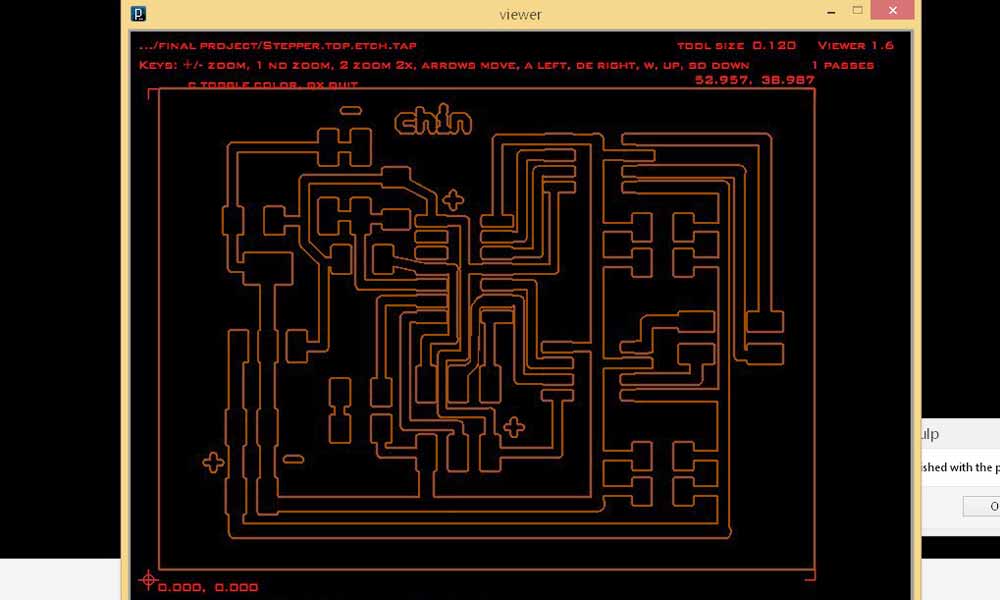 viewer
.../Final Project/Stepper.top.etch.tap
Tool Size 0.120 Viewer 1.6
Keys: +/- zoom, 1 no zoom, 2 zoom 2x, arrows move, a left, de right, w, up, so down
1 passes
52.957, 38.987
c toggle color, qx quit
chin
ulp
ished with the p
O
0.000, 0.000